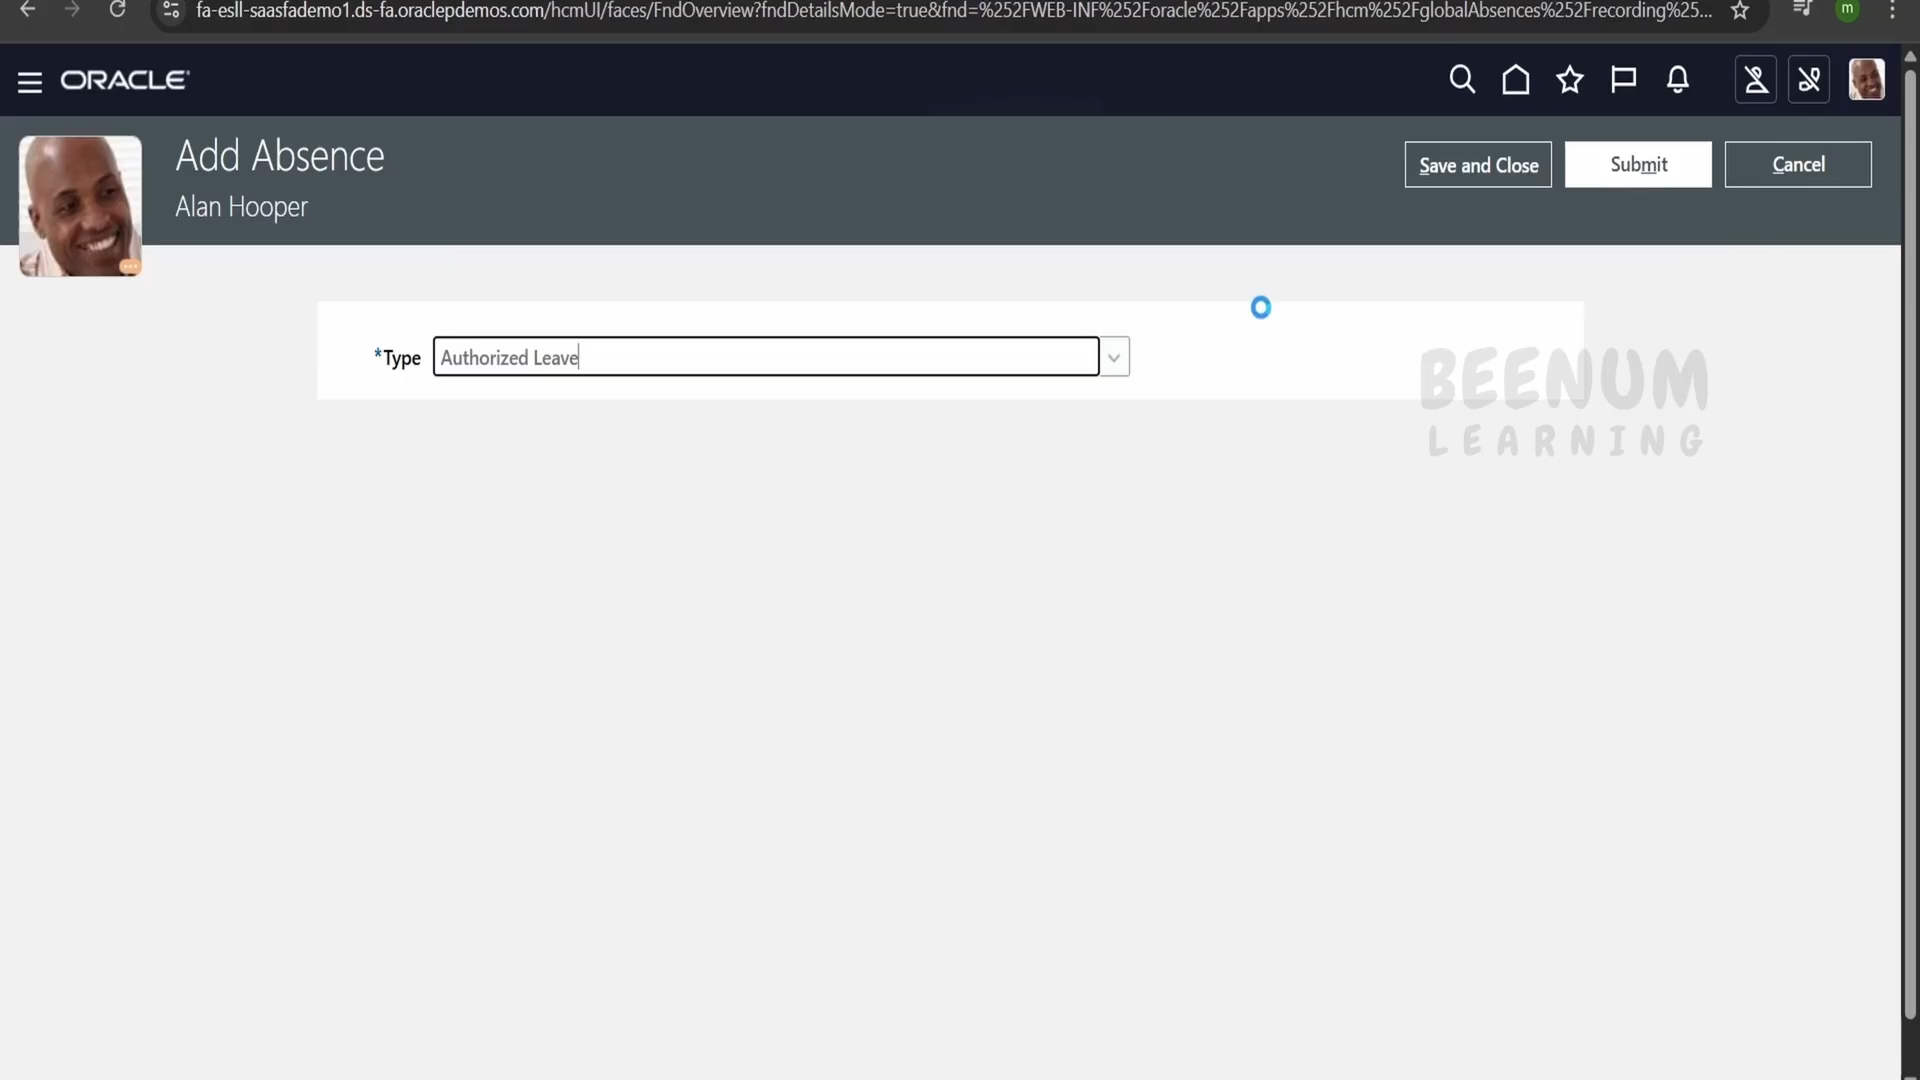 fa-esll-saasfademo1.ds-fa.oraclepdemos.com/hcmUI/faces/FndOverview?fndDetailsMode=true&fnd=%252FWEB-INF%252Foracle%252Fapps%252Fhcm%252FglobalAbsences%252Frecording%25...
m
ORACLE
Add Absence
Alan Hooper
Save and Close
Submit
Cancel
*Type
Authorized Leave
BEENUM
LEARNING